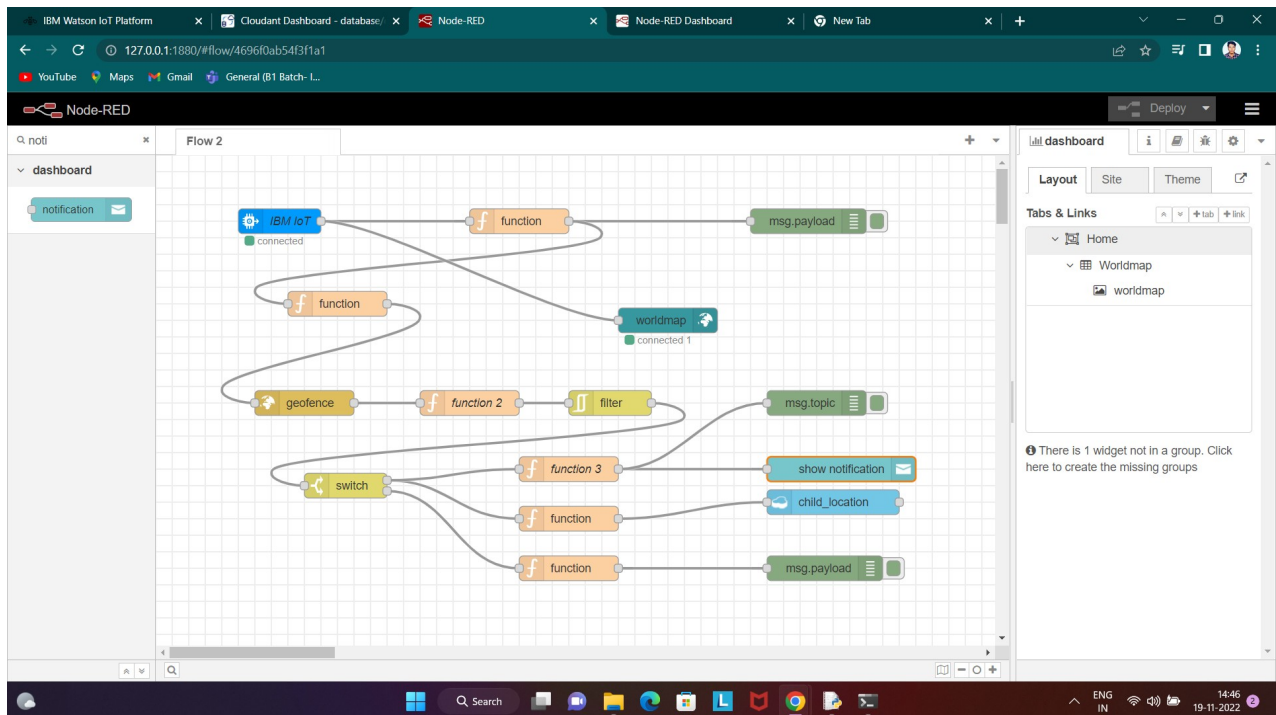 IBM Watson IoT Platform
Cloudant Dashboard - database/
Node-RED
Node-RED Dashboard
New Tab
127.0.0.1:1880/#flow/4696f0ab54f3f1a1
YouTube Maps Gmail General (B1 Batch- I...
Node-RED
Deploy
noti
Flow 2
dashboard
i
dashboard
notification
Layout Site Theme
Tabs & Links
+ tab + link
Home
Worldmap
worldmap
There is 1 widget not in a group. Click
here to create the missing groups
IBM IoT
connected
function
msg.payload
function
worldmap
connected 1
geofence
function 2
filter
msg.topic
switch
function 3
show notification
function
child_location
function
msg.payload
Search
L
ENG
IN
14:46
19-11-2022
2